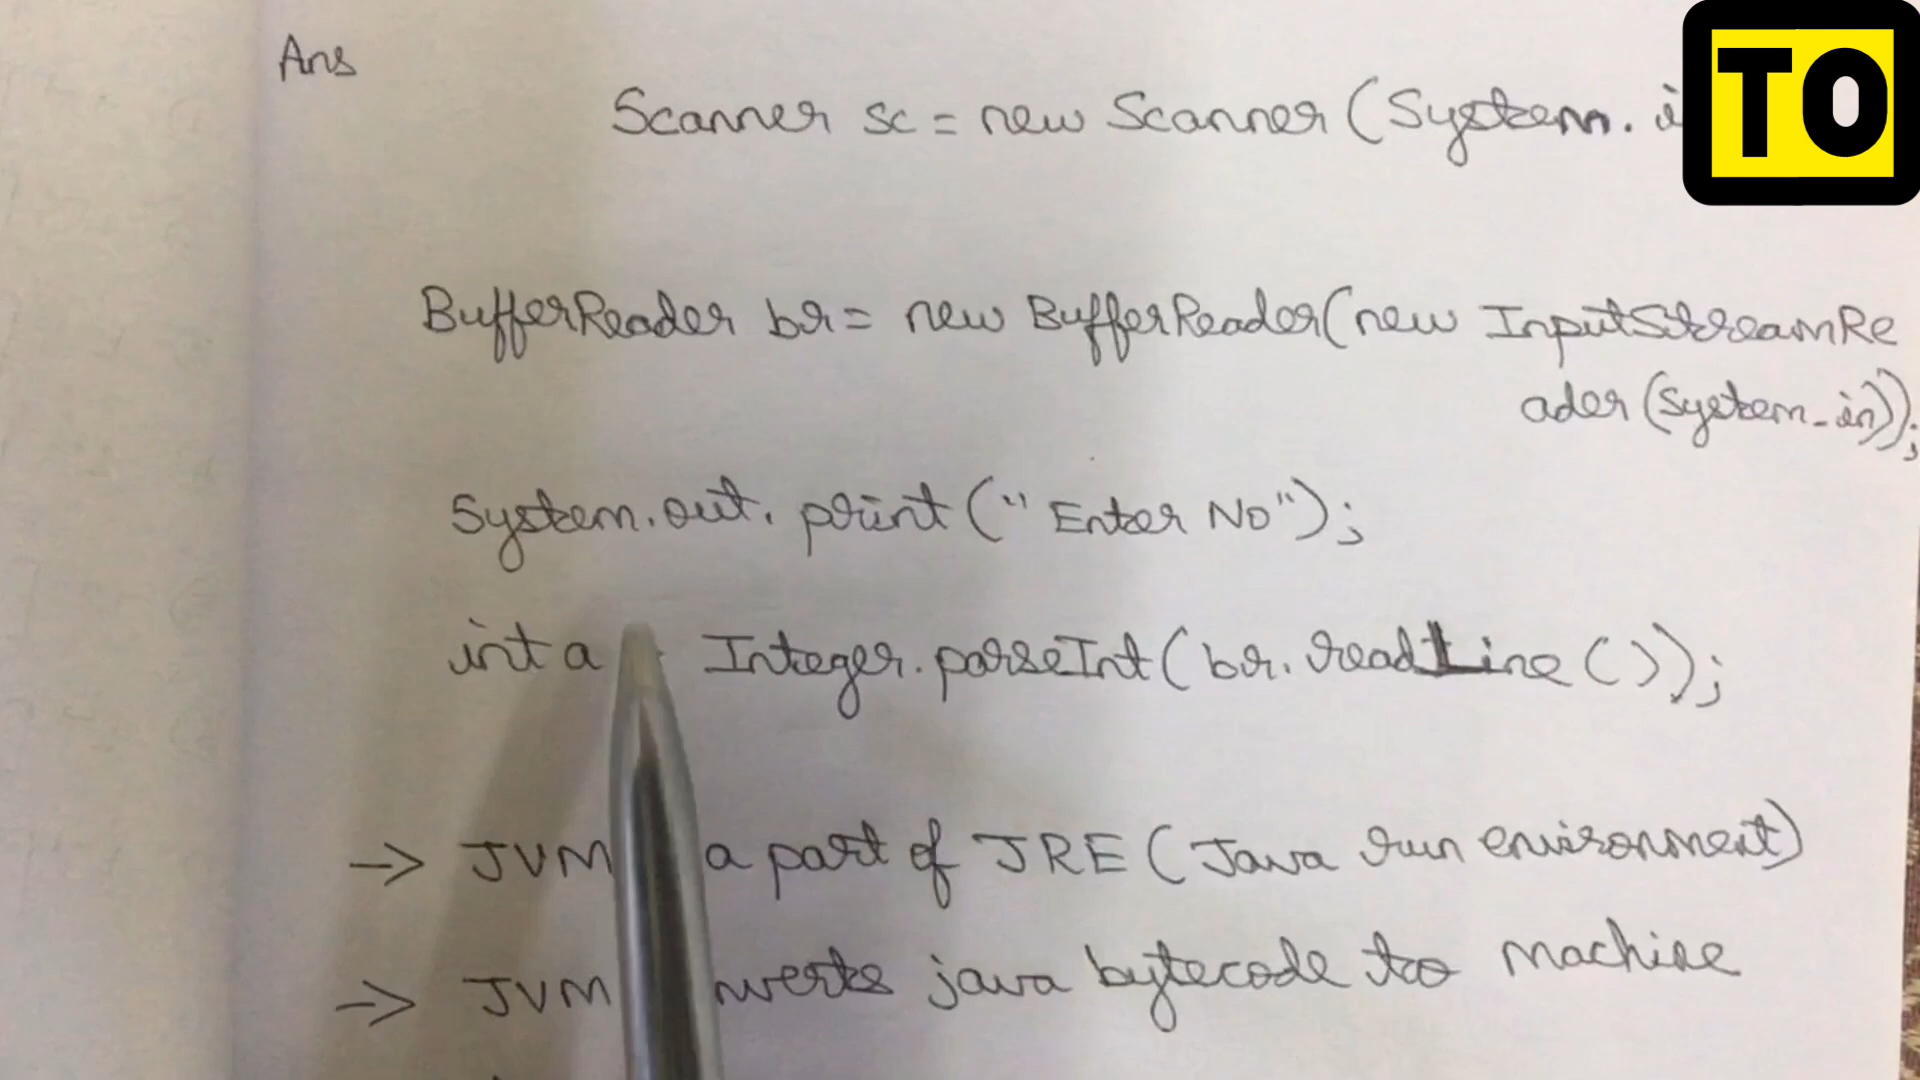 Ans
Scanner sc = new Scanner (System. i
TO
BufferReader br = new BufferReader(new InputStreamRe
ader (System.in));
System.out. print ("Enter No");
int a Integer.parseInt ( br. readLine ());
-> JVM a part of JRE ( Java run environment)
-> JVM nverts java bytecode to machine